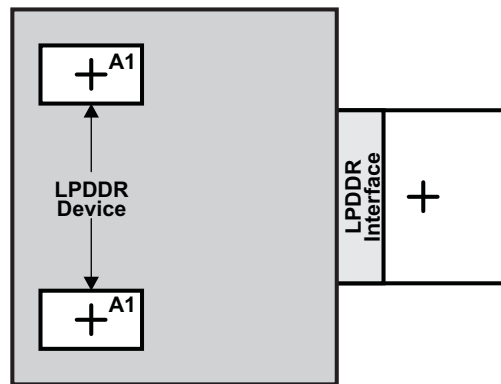 A1
LPDDR
Device
LPDDR
Interface
A1